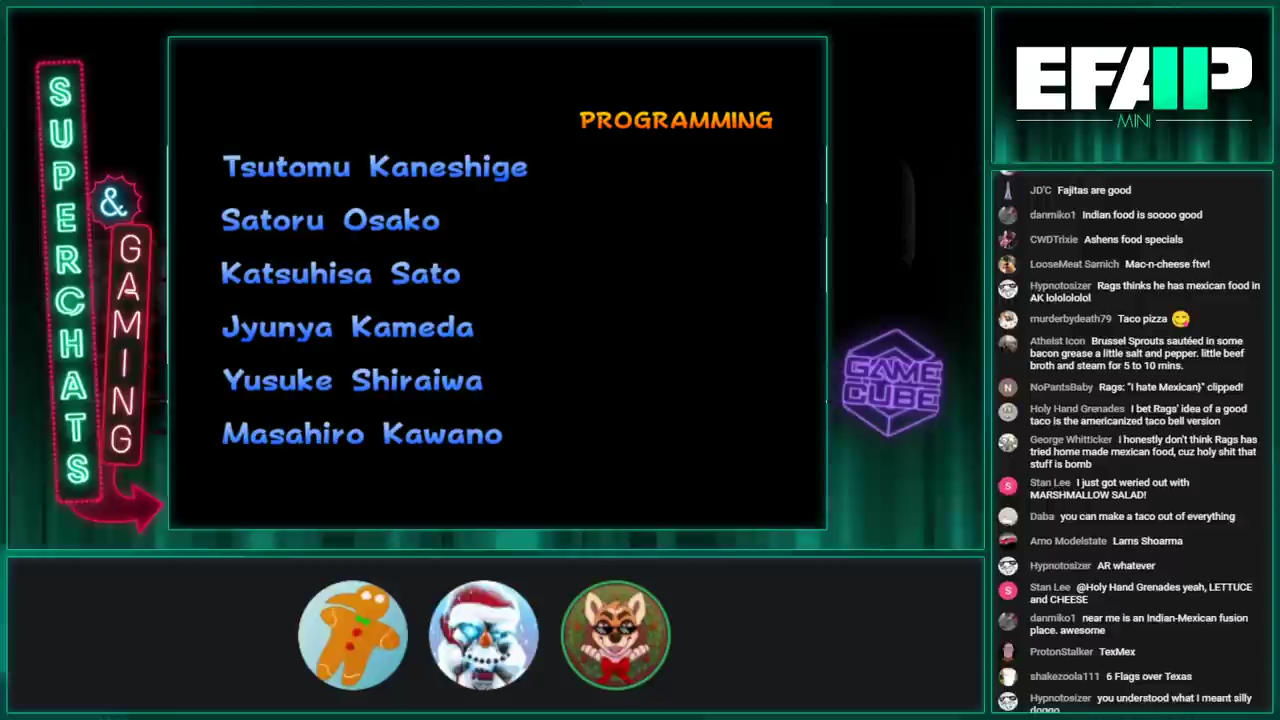 SUPERCHATS
&
GAMING
PROGRAMMING
Tsutomu Kaneshige
Satoru Osako
Katsuhisa Sato
Jyunya Kameda
Yusuke Shiraiwa
Masahiro Kawano
GAME
CUBE
EFAP
MINI
JD'C Fajitas are good
danmiko1 Indian food is soooo good
CWDTrixie Ashens food specials
LooseMeat Samich Mac-n-cheese ftw!
Hypnotosizer Rags thinks he has mexican food in
AK lolololololol
murderbydeath79 Taco pizza 😋
Atheist Icon Brussel Sprouts sautéed in some
bacon grease a little salt and pepper. little beef
broth and steam for 5 to 10 mins.
NoPantsBaby Rags: "I hate Mexican}" clipped!
Holy Hand Grenades I bet Rags' idea of a good
taco is the americanized taco bell version
George Whitticker I honestly don't think Rags has
tried home made mexican food, cuz holy shit that
stuff is bomb
Stan Lee I just got weried out with
MARSHMALLOW SALAD!
Daba you can make a taco out of everything
Arno Modelstate Lams Shoarma
Hypnotosizer AR whatever
Stan Lee @Holy Hand Grenades yeah, LETTUCE
and CHEESE
danmiko1 near me is an Indian-Mexican fusion
place. awesome
ProtonStalker TexMex
shakezoola111 6 Flags over Texas
Hypnotosizer you understood what I meant silly
doggo